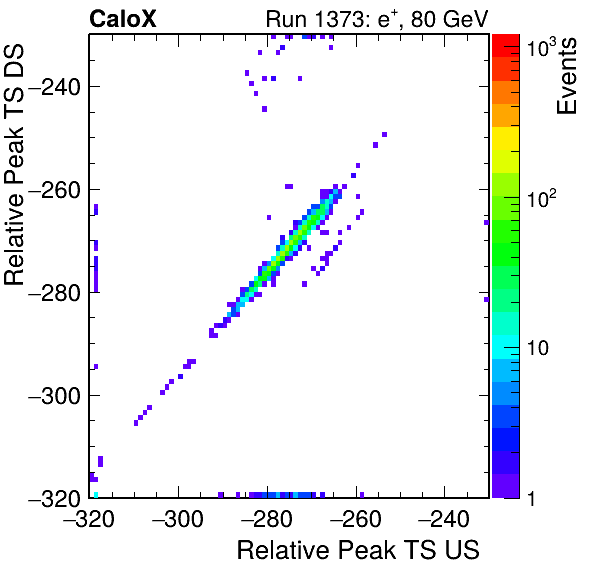 CaloX Run 1373: e+, 80 GeV
Relative Peak TS DS
−240
−260
−280
−300
−320
−320 −300 −280 −260 −240
Relative Peak TS US
Events
10³
10²
10
1